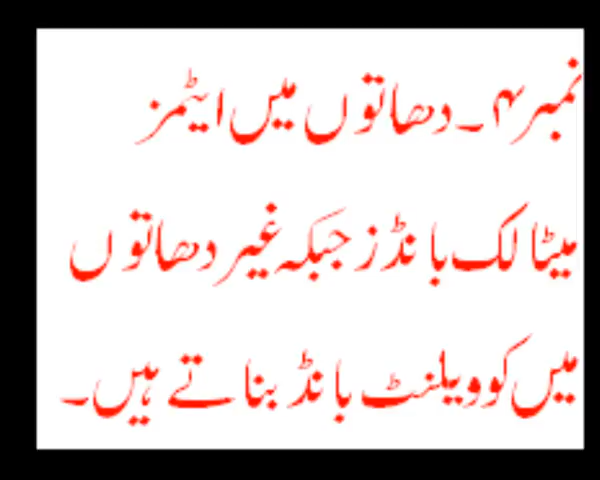 نمبر۴۔دھاتوں میں ایٹمز
میٹالک بانڈز جبکہ غیر دھاتوں
میں کوویلنٹ بانڈ بناتے ہیں۔